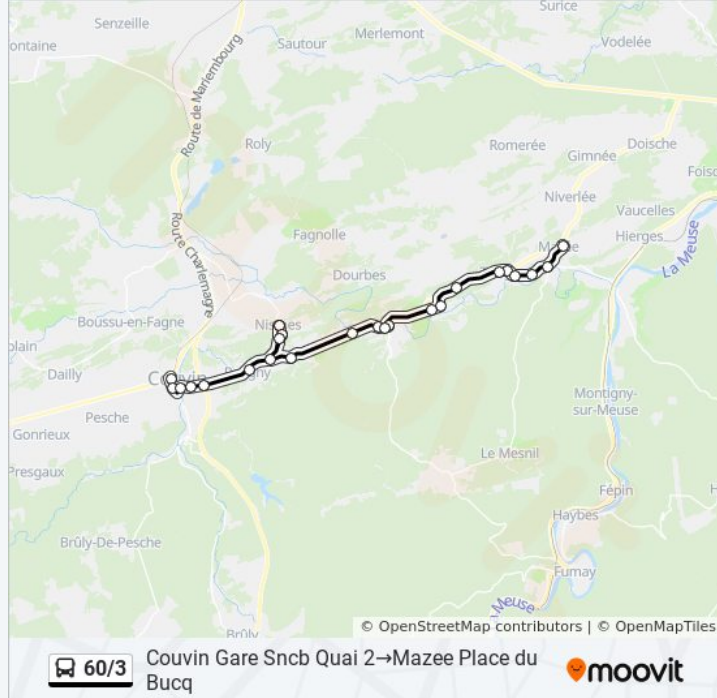 Senzeille
Surice
Merlemont
Vodelée
ontaine
Sautour
Route de Mariembourg
Roly
Romerée
Doische
Gimnée
Foisc
Niverlée
Vaucelles
Hierges
La Meuse
Fagnolle
Route Charlemagne
Dourbes
Boussu-en-Fagne
plain
Dailly
Pesche
Gonrieux
Presgaux
Montigny-
sur-Meuse
Le Mesnil
Fépin
Haybes
Brûly-De-Pesche
Fumay
Meuse
Brûly
© OpenStreetMap contributors | © OpenMapTiles
60/3
Couvin Gare Sncb Quai 2→Mazee Place du
Bucq
moovit